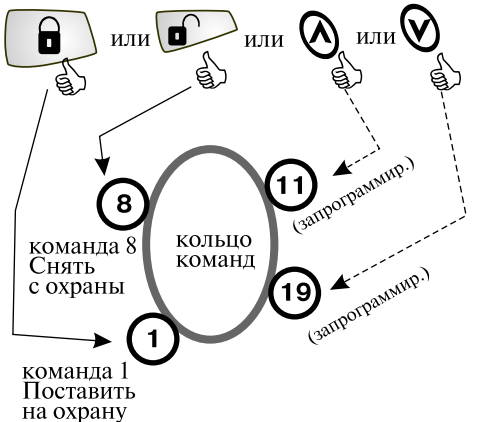 или или или
8
11
(запрограммир.)
команда 8
Снять
с охраны
кольцо
команд
19
(запрограммир.)
1
команда 1
Поставить
на охрану